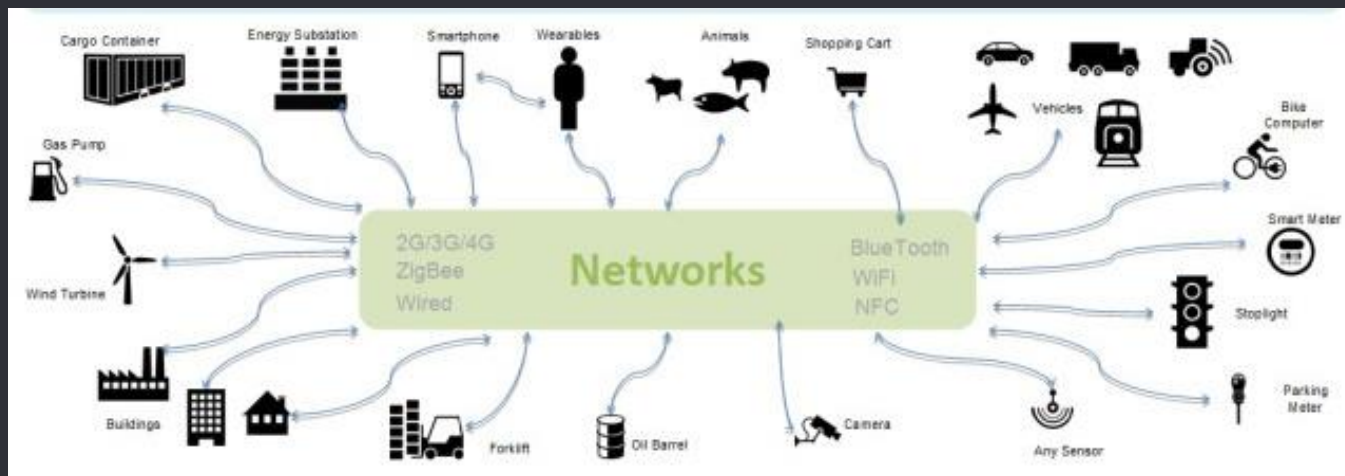 Cargo Container
Energy Substation
Smartphone
Wearables
Animals
Shopping Cart
Vehicles
Bike
Computer
Gas Pump
Smart Meter
2G/3G/4G
ZigBee
Wired
Networks
BlueTooth
WiFi
NFC
Wind Turbine
Stoplight
Buildings
Forklift
Oil Barrel
Camera
Any Sensor
Parking
Meter